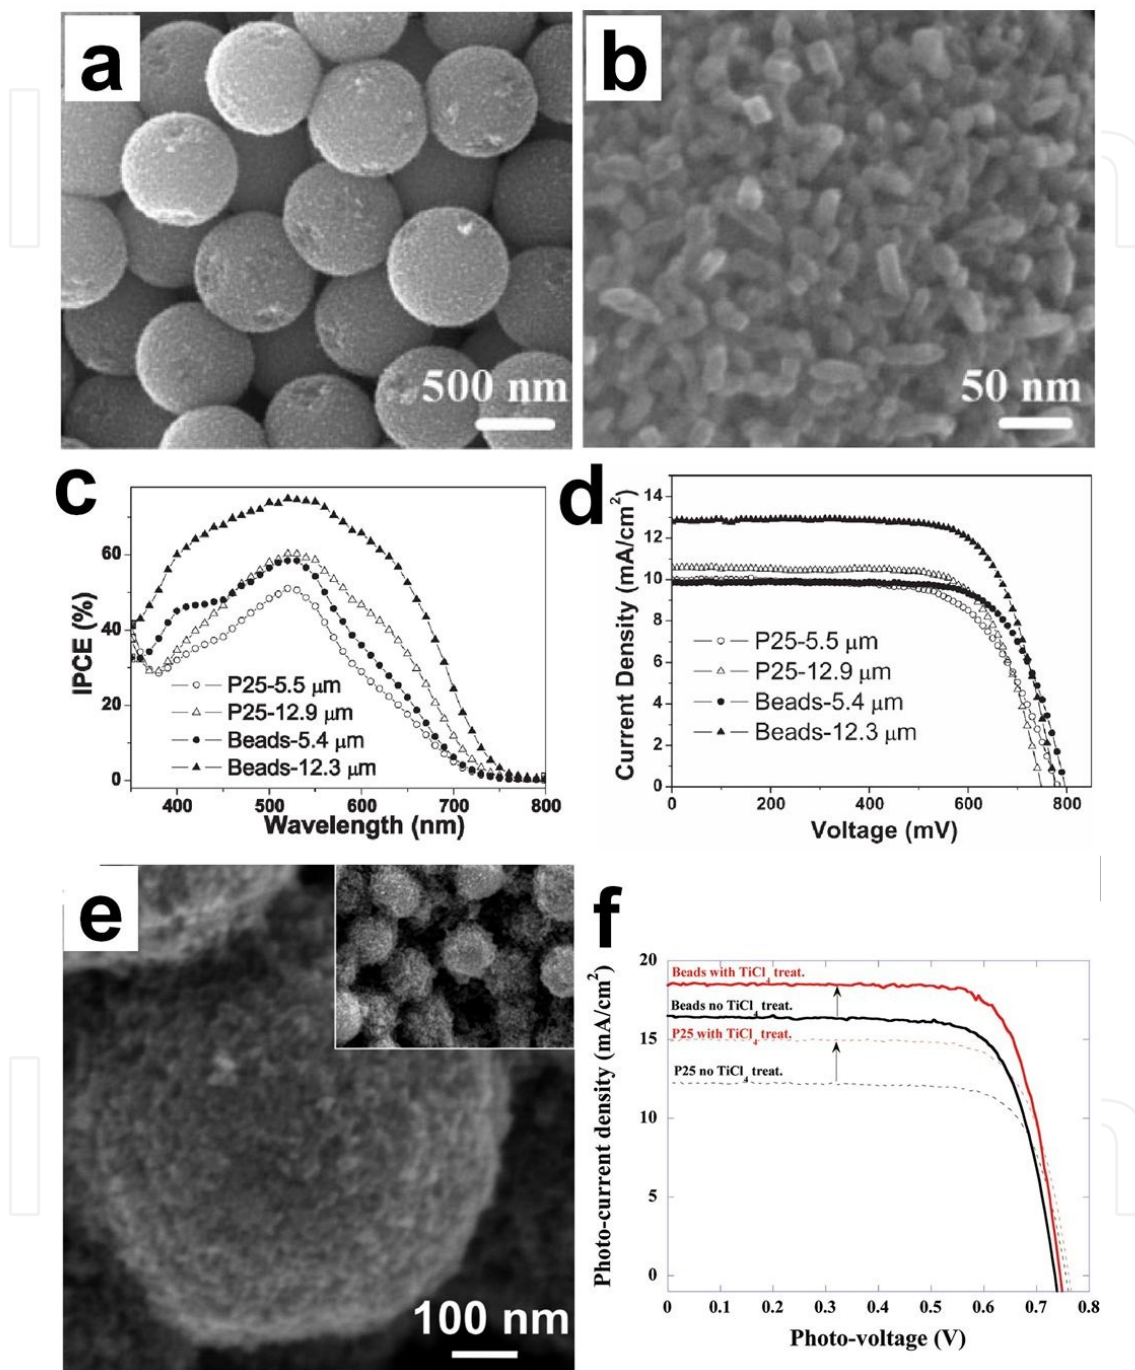 a
b
500 nm
50 nm
c
IPCE (%)
60
40
20
0
P25-5.5 μm
P25-12.9 μm
Beads-5.4 μm
Beads-12.3 μm
400 500 600 700 800
Wavelength (nm)
d
Current Density (mA/cm²)
14
12
10
8
6
4
2
0
P25-5.5 μm
P25-12.9 μm
Beads-5.4 μm
Beads-12.3 μm
0 200 400 600 800
Voltage (mV)
e
100 nm
f
Photo-current density (mA/cm²)
20
15
10
5
0
Beads with TiCl₄ treat.
Beads no TiCl₄ treat.
P25 with TiCl₄ treat.
P25 no TiCl₄ treat.
0 0.1 0.2 0.3 0.4 0.5 0.6 0.7 0.8
Photo-voltage (V)